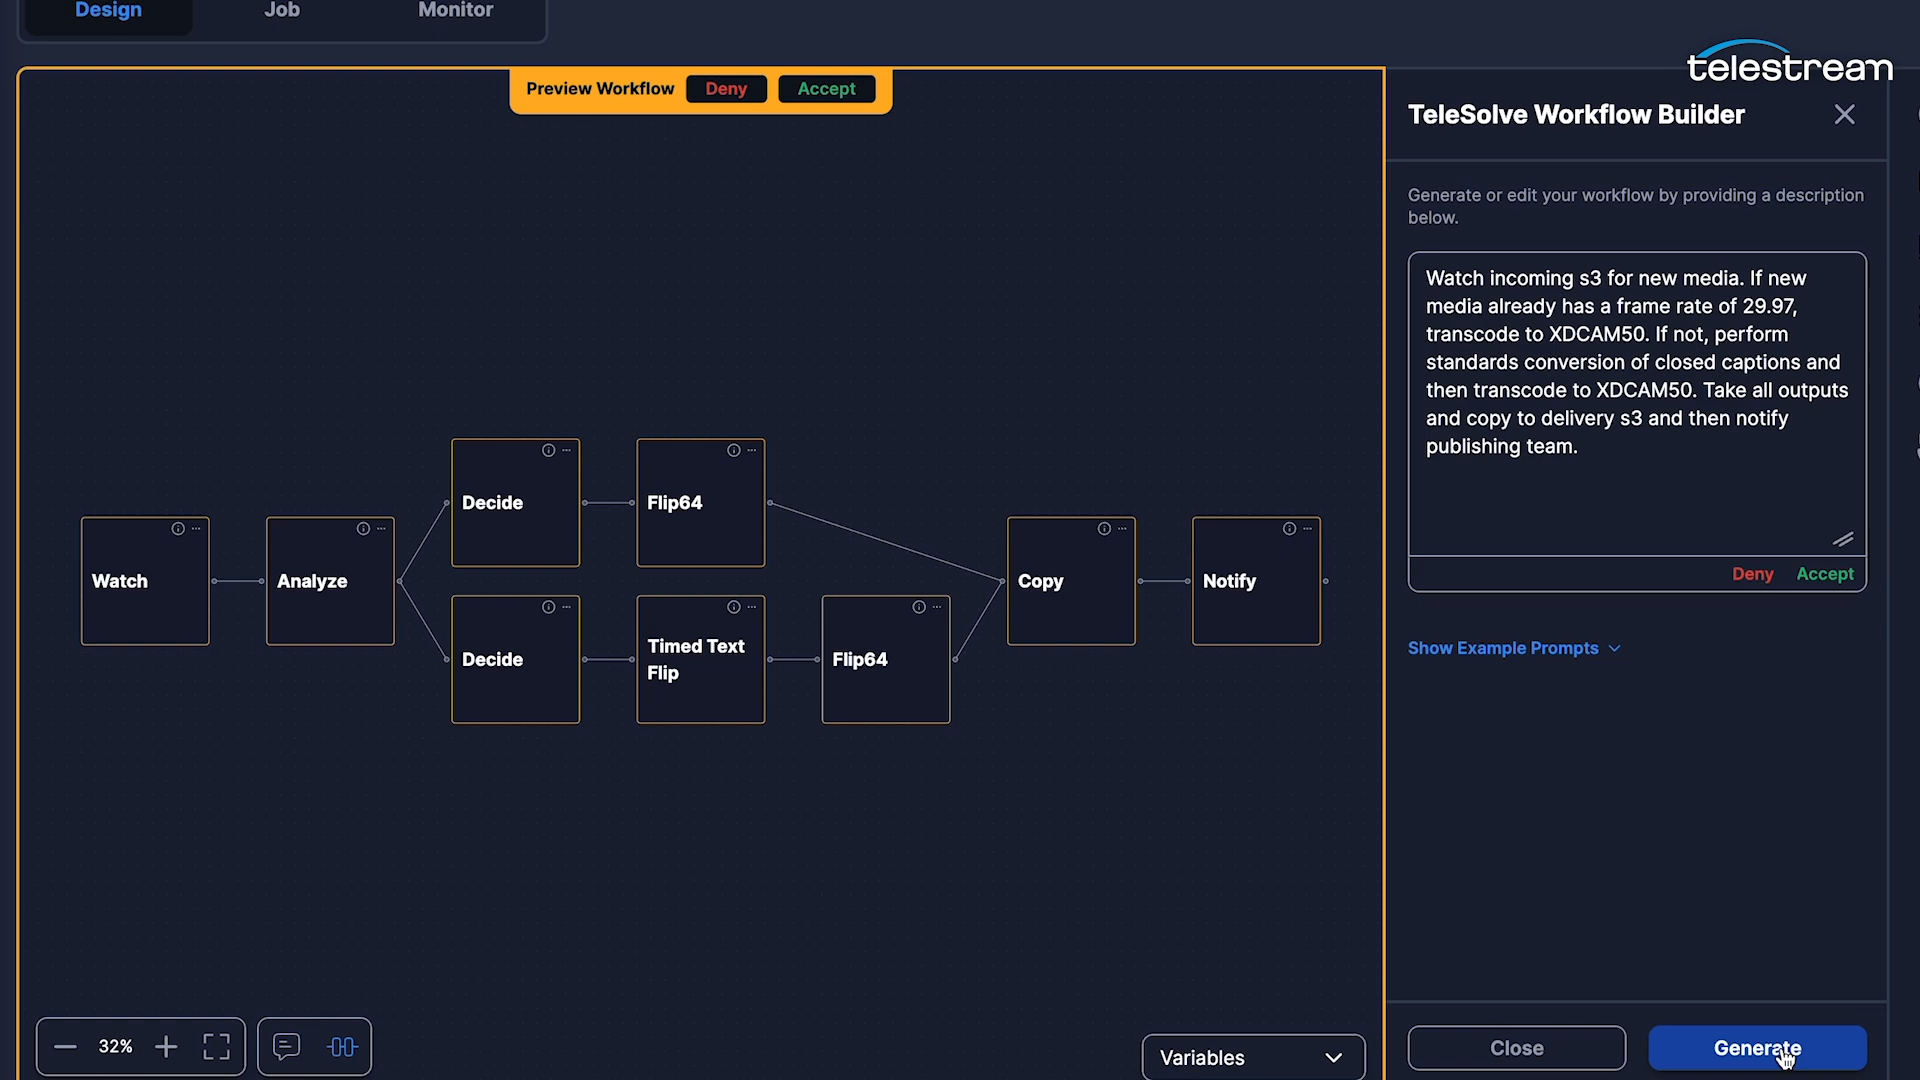 Design
Job
Monitor
telestream
Preview Workflow
Deny
Accept
TeleSolve Workflow Builder
Generate or edit your workflow by providing a description
below.
Watch incoming s3 for new media. If new
media already has a frame rate of 29.97,
transcode to XDCAM50. If not, perform
standards conversion of closed captions and
then transcode to XDCAM50. Take all outputs
and copy to delivery s3 and then notify
publishing team.
Deny
Accept
Show Example Prompts
Watch
Analyze
Decide
Flip64
Decide
Timed Text
Flip
Flip64
Copy
Notify
32%
Variables
Close
Generate